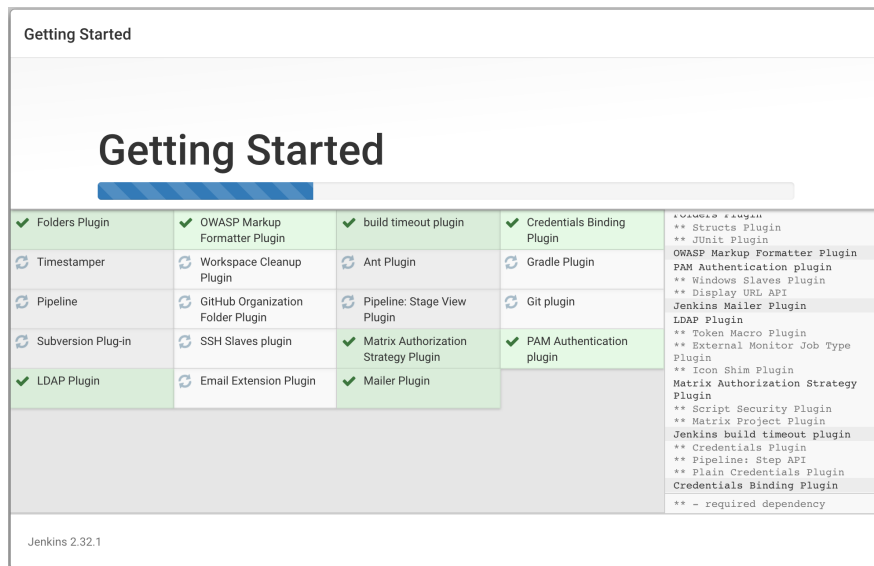 Getting Started
Getting Started
Folders Plugin
OWASP Markup
Formatter Plugin
build timeout plugin
Credentials Binding
Plugin
Timestamper
Workspace Cleanup
Plugin
Ant Plugin
Gradle Plugin
Pipeline
GitHub Organization
Folder Plugin
Pipeline: Stage View
Plugin
Git plugin
Subversion Plug-in
SSH Slaves plugin
Matrix Authorization
Strategy Plugin
PAM Authentication
plugin
LDAP Plugin
Email Extension Plugin
Mailer Plugin
Folders Plugin
** Structs Plugin
** JUnit Plugin
OWASP Markup Formatter Plugin
PAM Authentication plugin
** Windows Slaves Plugin
** Display URL API
Jenkins Mailer Plugin
LDAP Plugin
** Token Macro Plugin
** External Monitor Job Type
Plugin
** Icon Shim Plugin
Matrix Authorization Strategy
Plugin
** Script Security Plugin
** Matrix Project Plugin
Jenkins build timeout plugin
** Credentials Plugin
** Pipeline: Step API
** Plain Credentials Plugin
Credentials Binding Plugin
** - required dependency
Jenkins 2.32.1